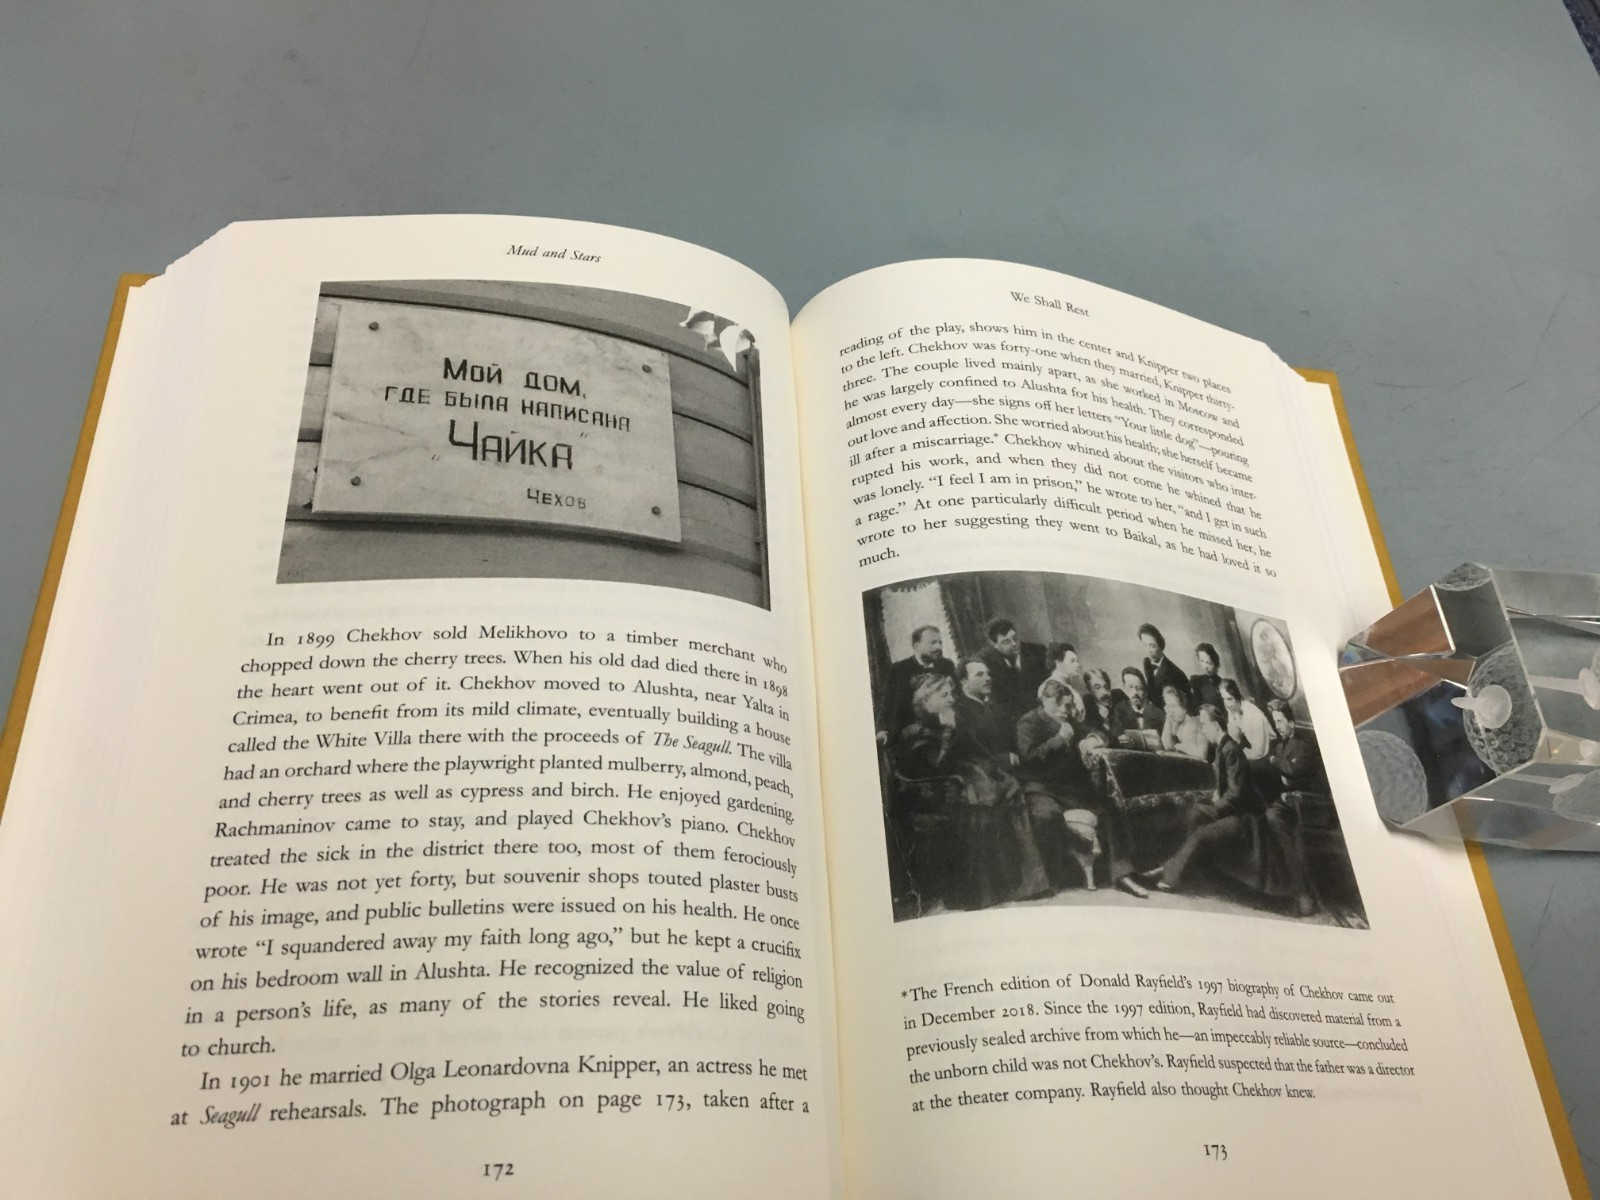 Mud and Stars
Мой дом,
где была написана
„Чайка"
Чехов
In 1899 Chekhov sold Melikhovo to a timber merchant who
chopped down the cherry trees. When his old dad died there in 1898
the heart went out of it. Chekhov moved to Alushta, near Yalta in
Crimea, to benefit from its mild climate, eventually building a house
called the White Villa there with the proceeds of The Seagull. The villa
had an orchard where the playwright planted mulberry, almond, peach,
and cherry trees as well as cypress and birch. He enjoyed gardening.
Rachmaninov came to stay, and played Chekhov's piano. Chekhov
treated the sick in the district there too, most of them ferociously
poor. He was not yet forty, but souvenir shops touted plaster busts
of his image, and public bulletins were issued on his health. He once
wrote “I squandered away my faith long ago,” but he kept a crucifix
on his bedroom wall in Alushta. He recognized the value of religion
in a person's life, as many of the stories reveal. He liked going
to church.
In 1901 he married Olga Leonardovna Knipper, an actress he met
at Seagull rehearsals. The photograph on page 173, taken after a
172
We Shall Rest
reading of the play, shows him in the center and Knipper two places
to the left. Chekhov was forty-one when they married, Knipper thirty-
three. The couple lived mainly apart, as she worked in Moscow and
he was largely confined to Alushta for his health. They corresponded
almost every day—she signs off her letters “Your little dog”—pouring
out love and affection. She worried about his health; she herself became
ill after a miscarriage.* Chekhov whined about the visitors who inter-
rupted his work, and when they did not come he whined that he
was lonely. “I feel I am in prison,” he wrote to her, “and I get in such
a rage.” At one particularly difficult period when he missed her, he
wrote to her suggesting they went to Baikal, as he had loved it so
much.
*The French edition of Donald Rayfield's 1997 biography of Chekhov came out
in December 2018. Since the 1997 edition, Rayfield had discovered material from a
previously sealed archive from which he—an impeccably reliable source—concluded
the unborn child was not Chekhov's. Rayfield suspected that the father was a director
at the theater company. Rayfield also thought Chekhov knew.
173